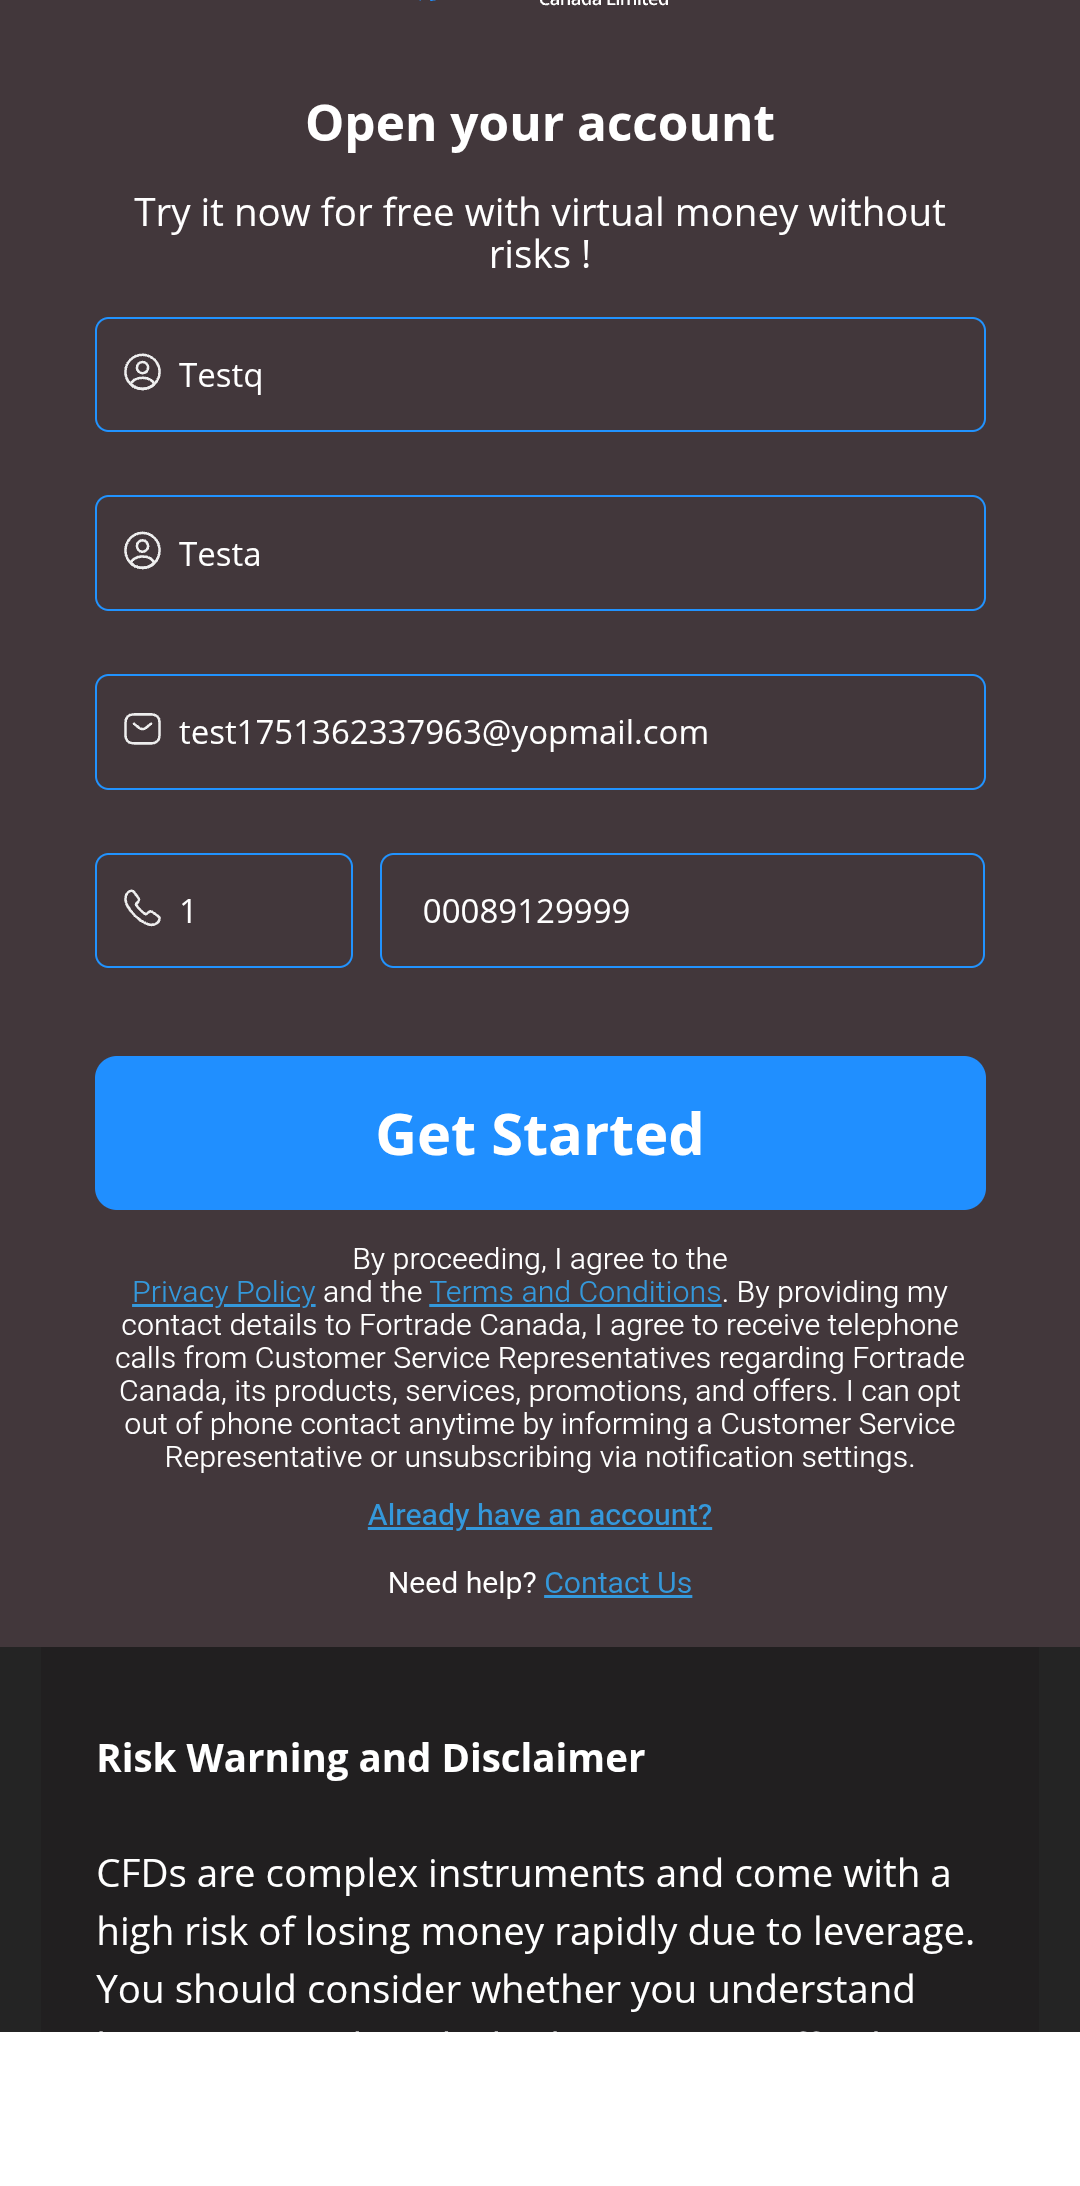 Canada Limited
Open your account
Try it now for free with virtual money without
risks !
Testq
Testa
test1751362337963@yopmail.com
1
00089129999
Get Started
By proceeding, I agree to the
Privacy Policy and the Terms and Conditions. By providing my
contact details to Fortrade Canada, I agree to receive telephone
calls from Customer Service Representatives regarding Fortrade
Canada, its products, services, promotions, and offers. I can opt
out of phone contact anytime by informing a Customer Service
Representative or unsubscribing via notification settings.
Already have an account?
Need help? Contact Us
Risk Warning and Disclaimer
CFDs are complex instruments and come with a
high risk of losing money rapidly due to leverage.
You should consider whether you understand